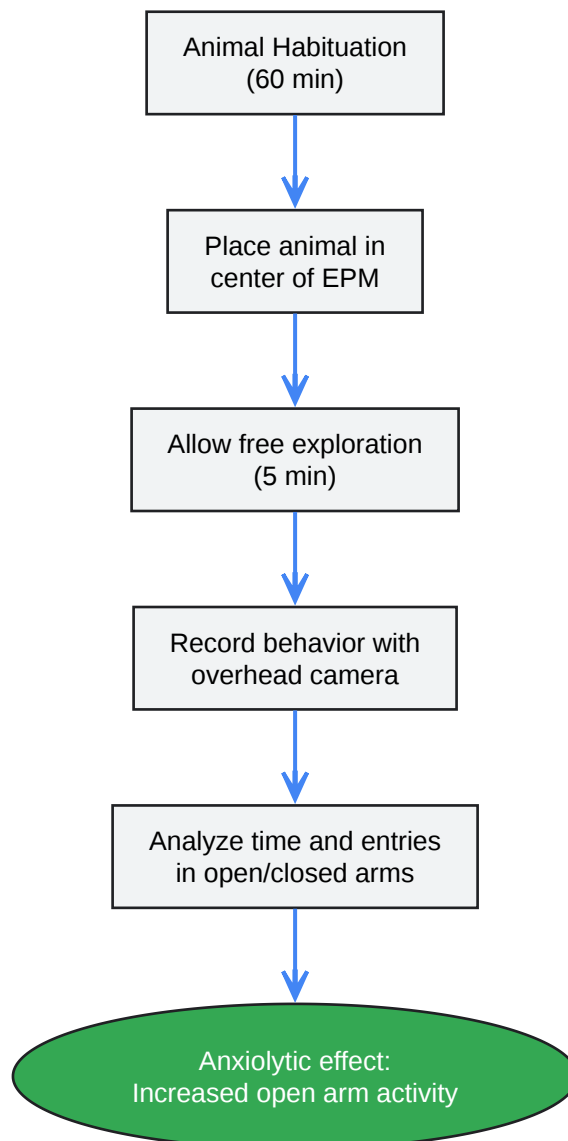 Animal Habituation
(60 min)
Place animal in
center of EPM
Allow free exploration
(5 min)
Record behavior with
overhead camera
Analyze time and entries
in open/closed arms
Anxiolytic effect:
Increased open arm activity